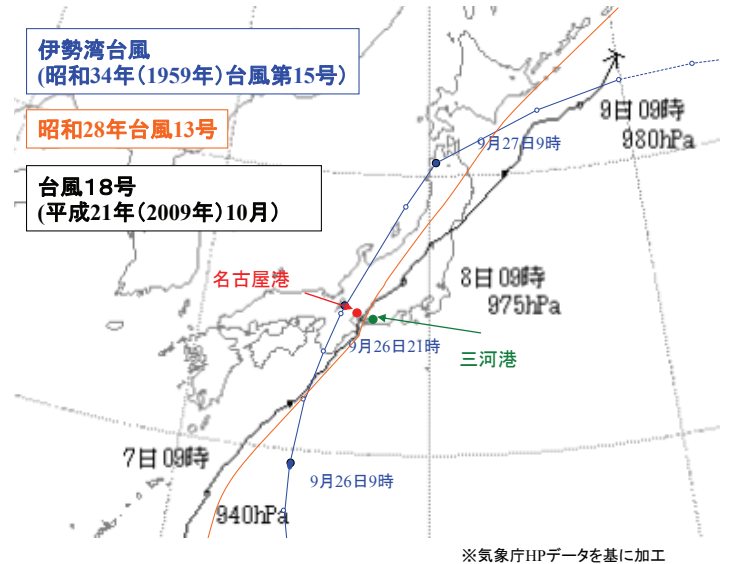 伊勢湾台風
(昭和34年(1959年)台風第15号)
昭和28年台風13号
台風18号
(平成21年(2009年)10月)
9日09時
980hPa
9月27日9時
8日09時
975hPa
名古屋港
9月26日21時
三河港
7日09時
9月26日9時
940hPa
※気象庁HPデータを基に加工